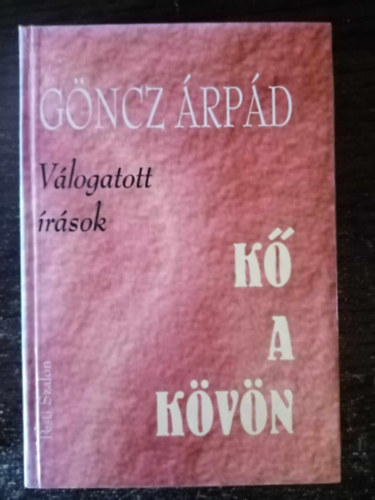 GÖNCZ ÁRPÁD
Válogatott
írások
KŐ
A
KÖVÖN
Pesti Szalon